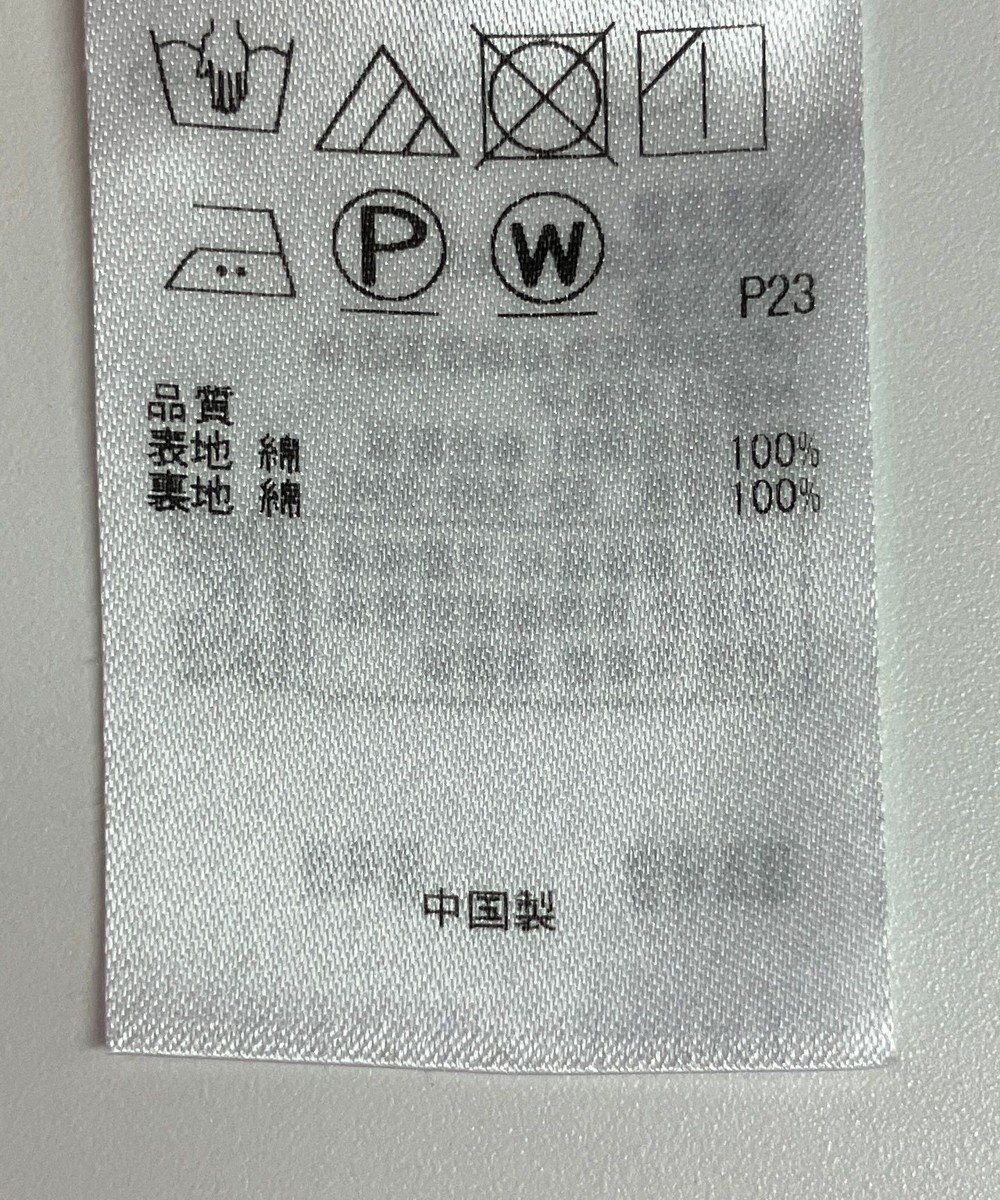 P W
P23
品質
表地 綿 100%
裏地 綿 100%
中国製